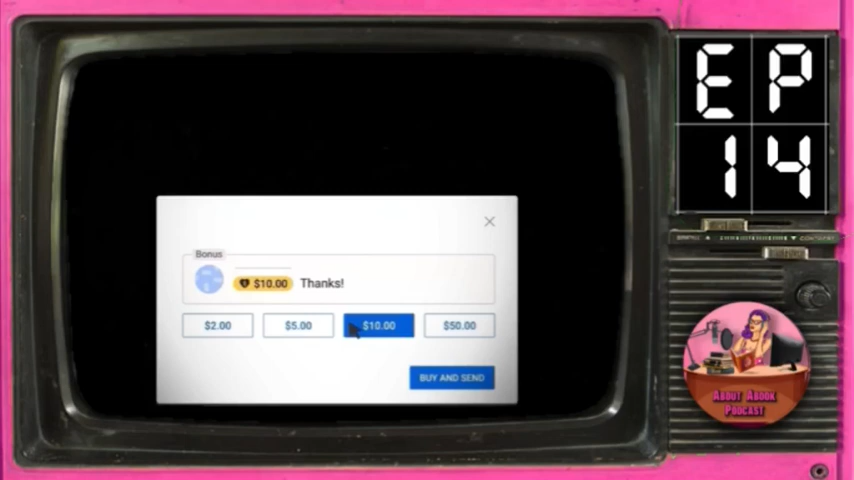 EP
14
×
Bonus
$10.00 Thanks!
$2.00 $5.00 $10.00 $50.00
BUY AND SEND
ABOUT ABOOK
PODCAST